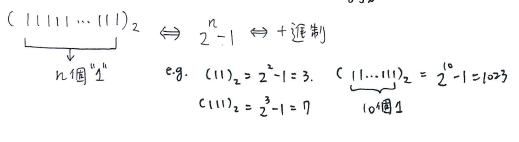 (11111…111)₂ ⇔ 2ⁿ-1 ⇔ 十進制
n個"1"
e.g. (11)₂ = 2²-1 = 3. (11...111)₂ = 2¹⁰-1 = 1023
(111)₂ = 2³-1 = 7 10個1